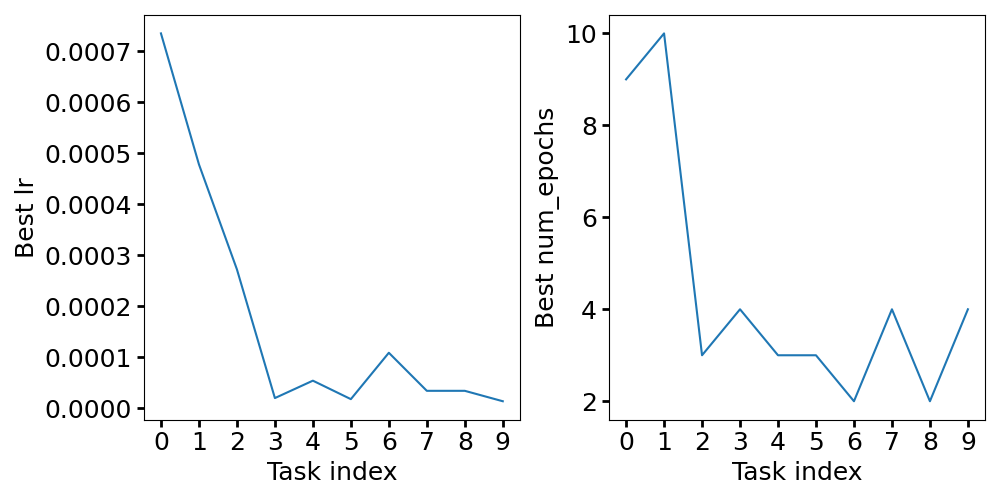 0.0007
0.0006
0.0005
0.0004
0.0003
0.0002
0.0001
0.0000
Best lr
0 1 2 3 4 5 6 7 8 9
Task index
10
8
6
4
2
Best num_epochs
0 1 2 3 4 5 6 7 8 9
Task index